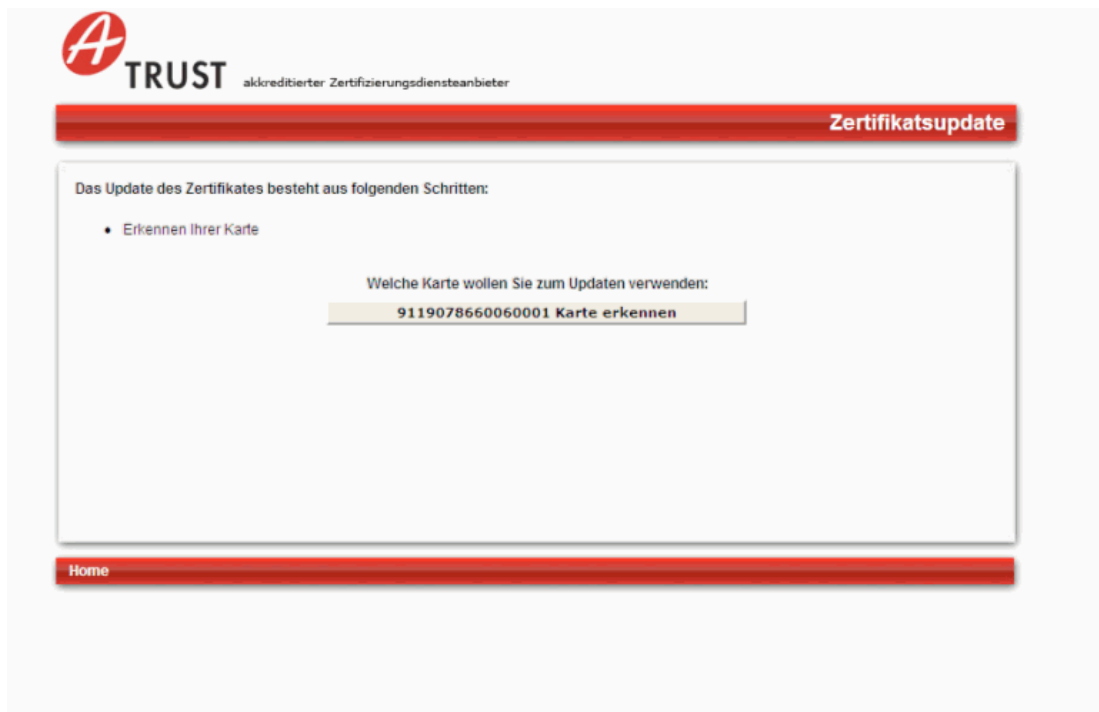 A
TRUST akkreditierter Zertifizierungsdiensteanbieter
Zertifikatsupdate
Das Update des Zertifikates besteht aus folgenden Schritten:
• Erkennen Ihrer Karte
Welche Karte wollen Sie zum Updaten verwenden:
9119078660060001 Karte erkennen
Home